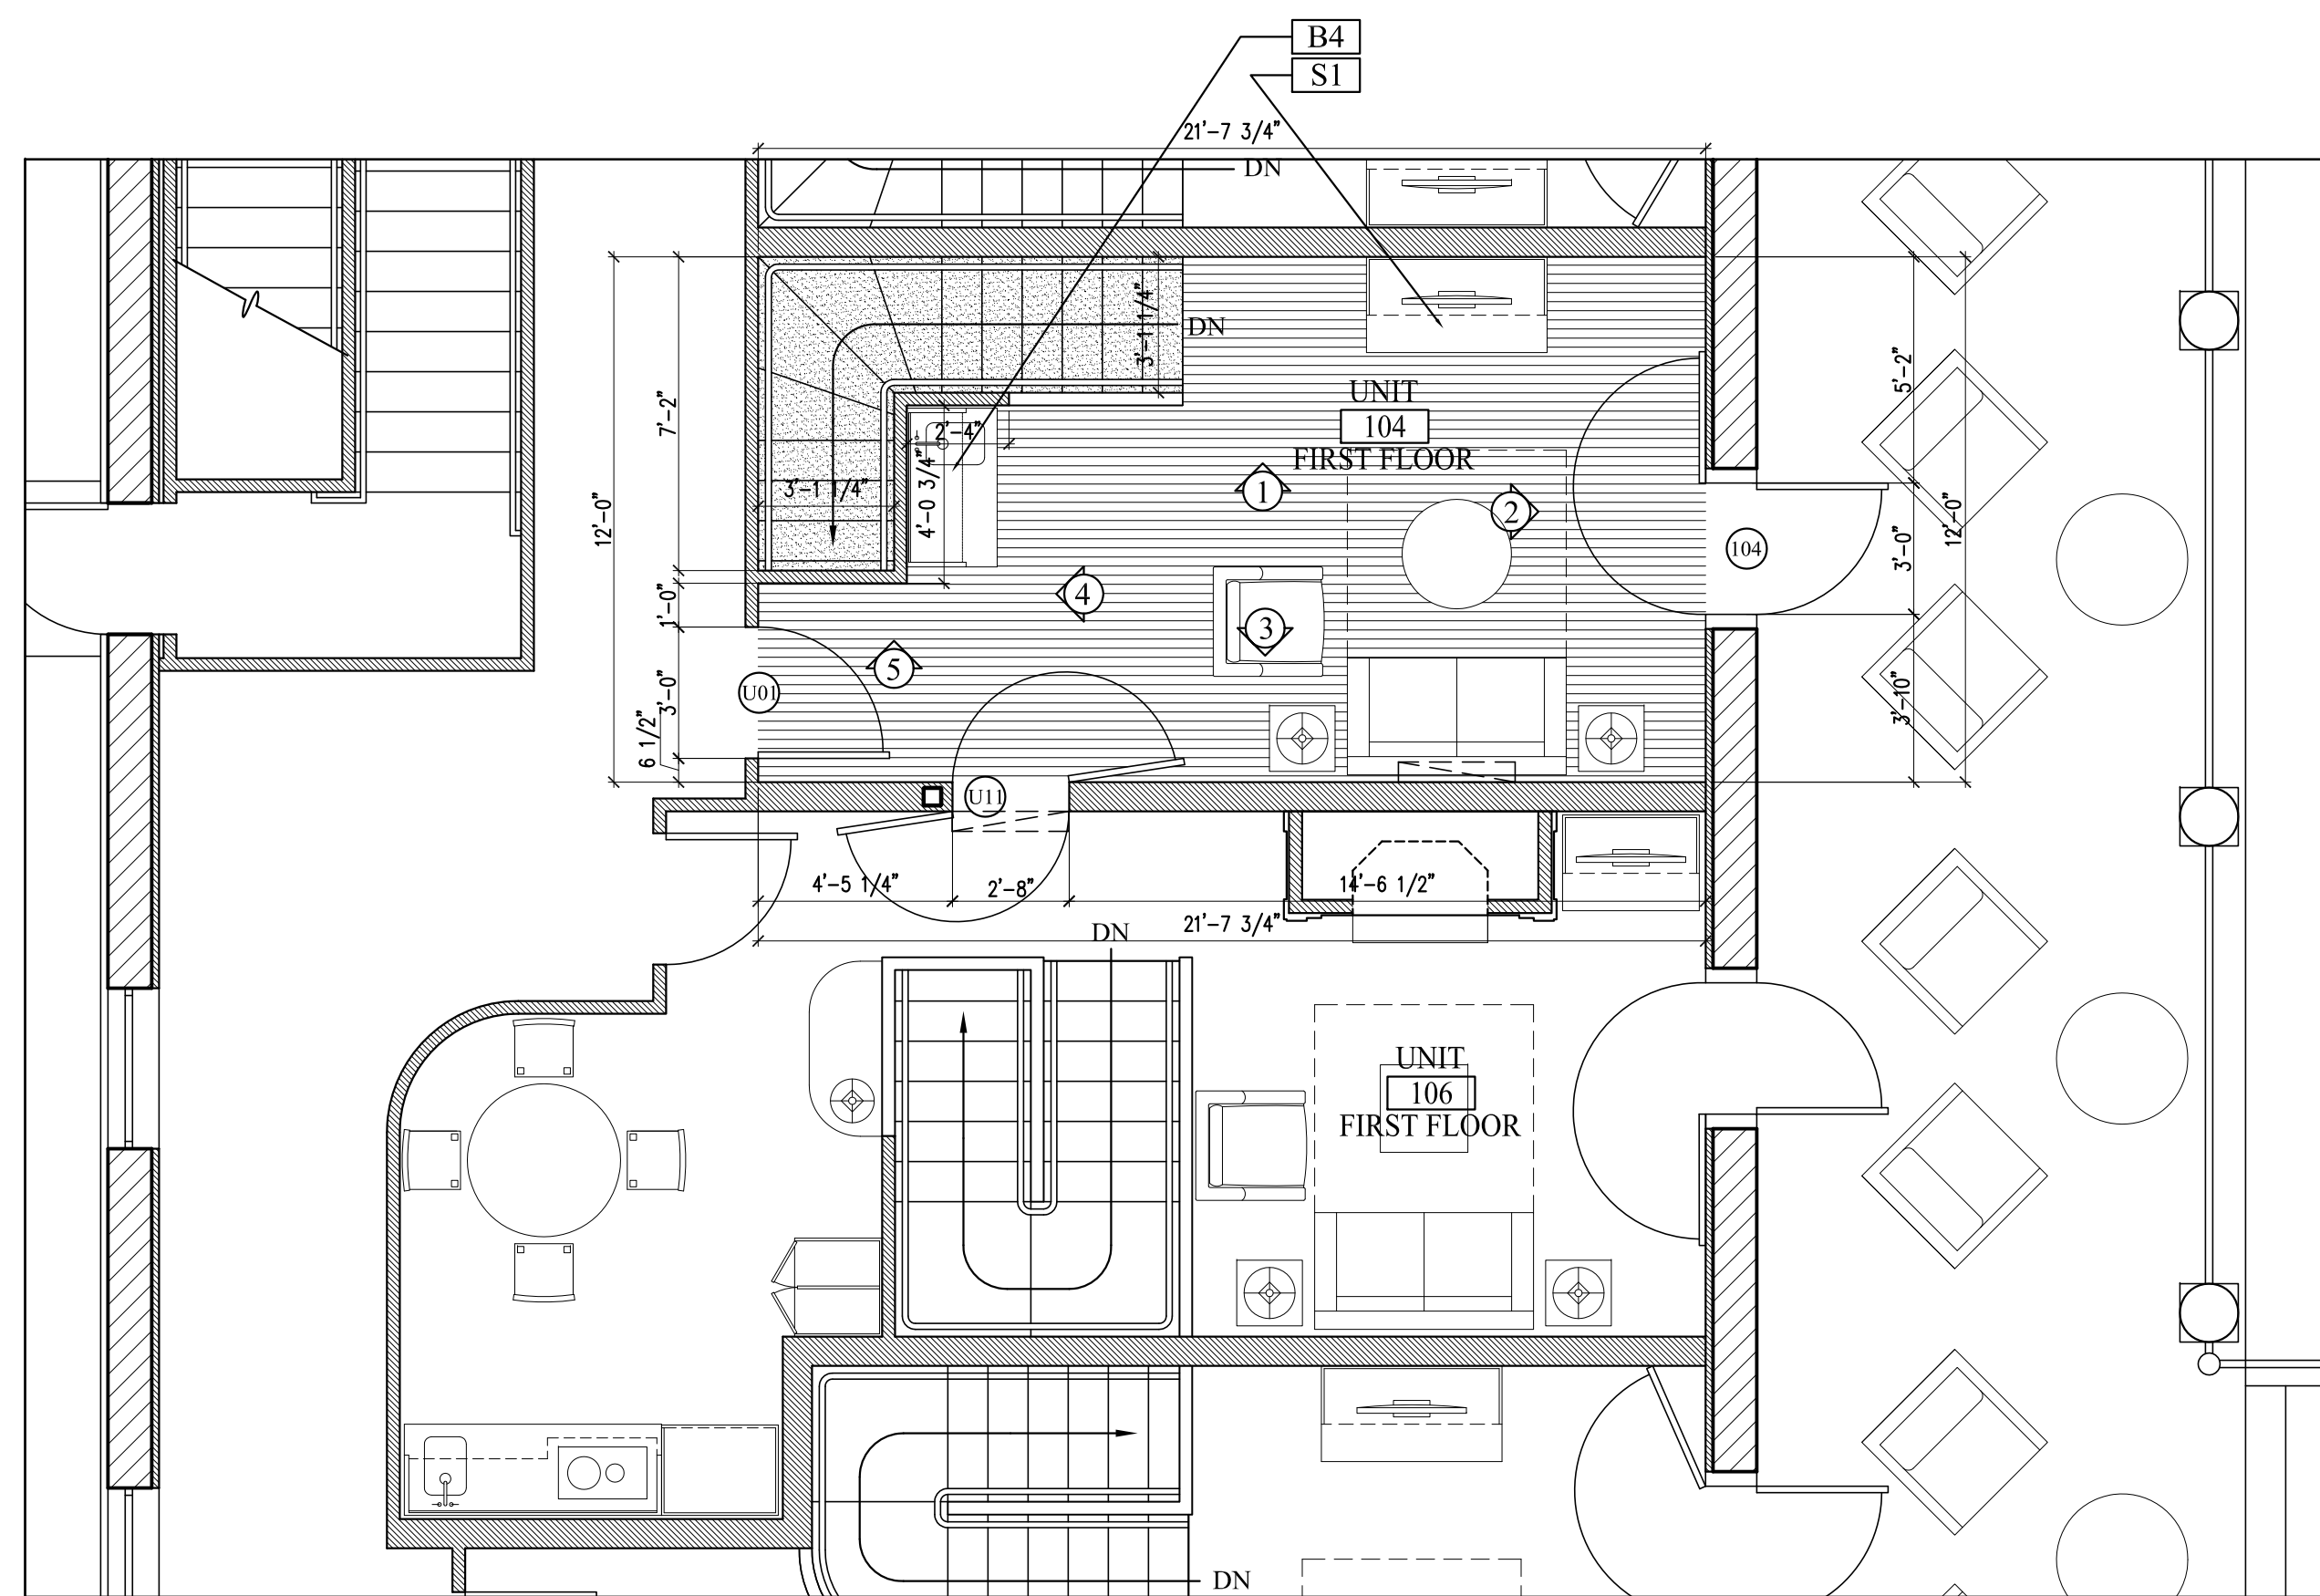 B4
S1
21'-7 3/4"
DN
DN
3'-1 1/4"
7'-2"
12'-0"
2'-4"
3'-1 1/4"
4'-0 3/4"
UNIT
104
FIRST FLOOR
1
2
3
4
5
104
5'-2"
3'-0"
12'-0"
3'-10"
1'-0"
3'-0"
6 1/2"
U01
U11
4'-5 1/4"
2'-8"
14'-6 1/2"
21'-7 3/4"
DN
UNIT
106
FIRST FLOOR
DN